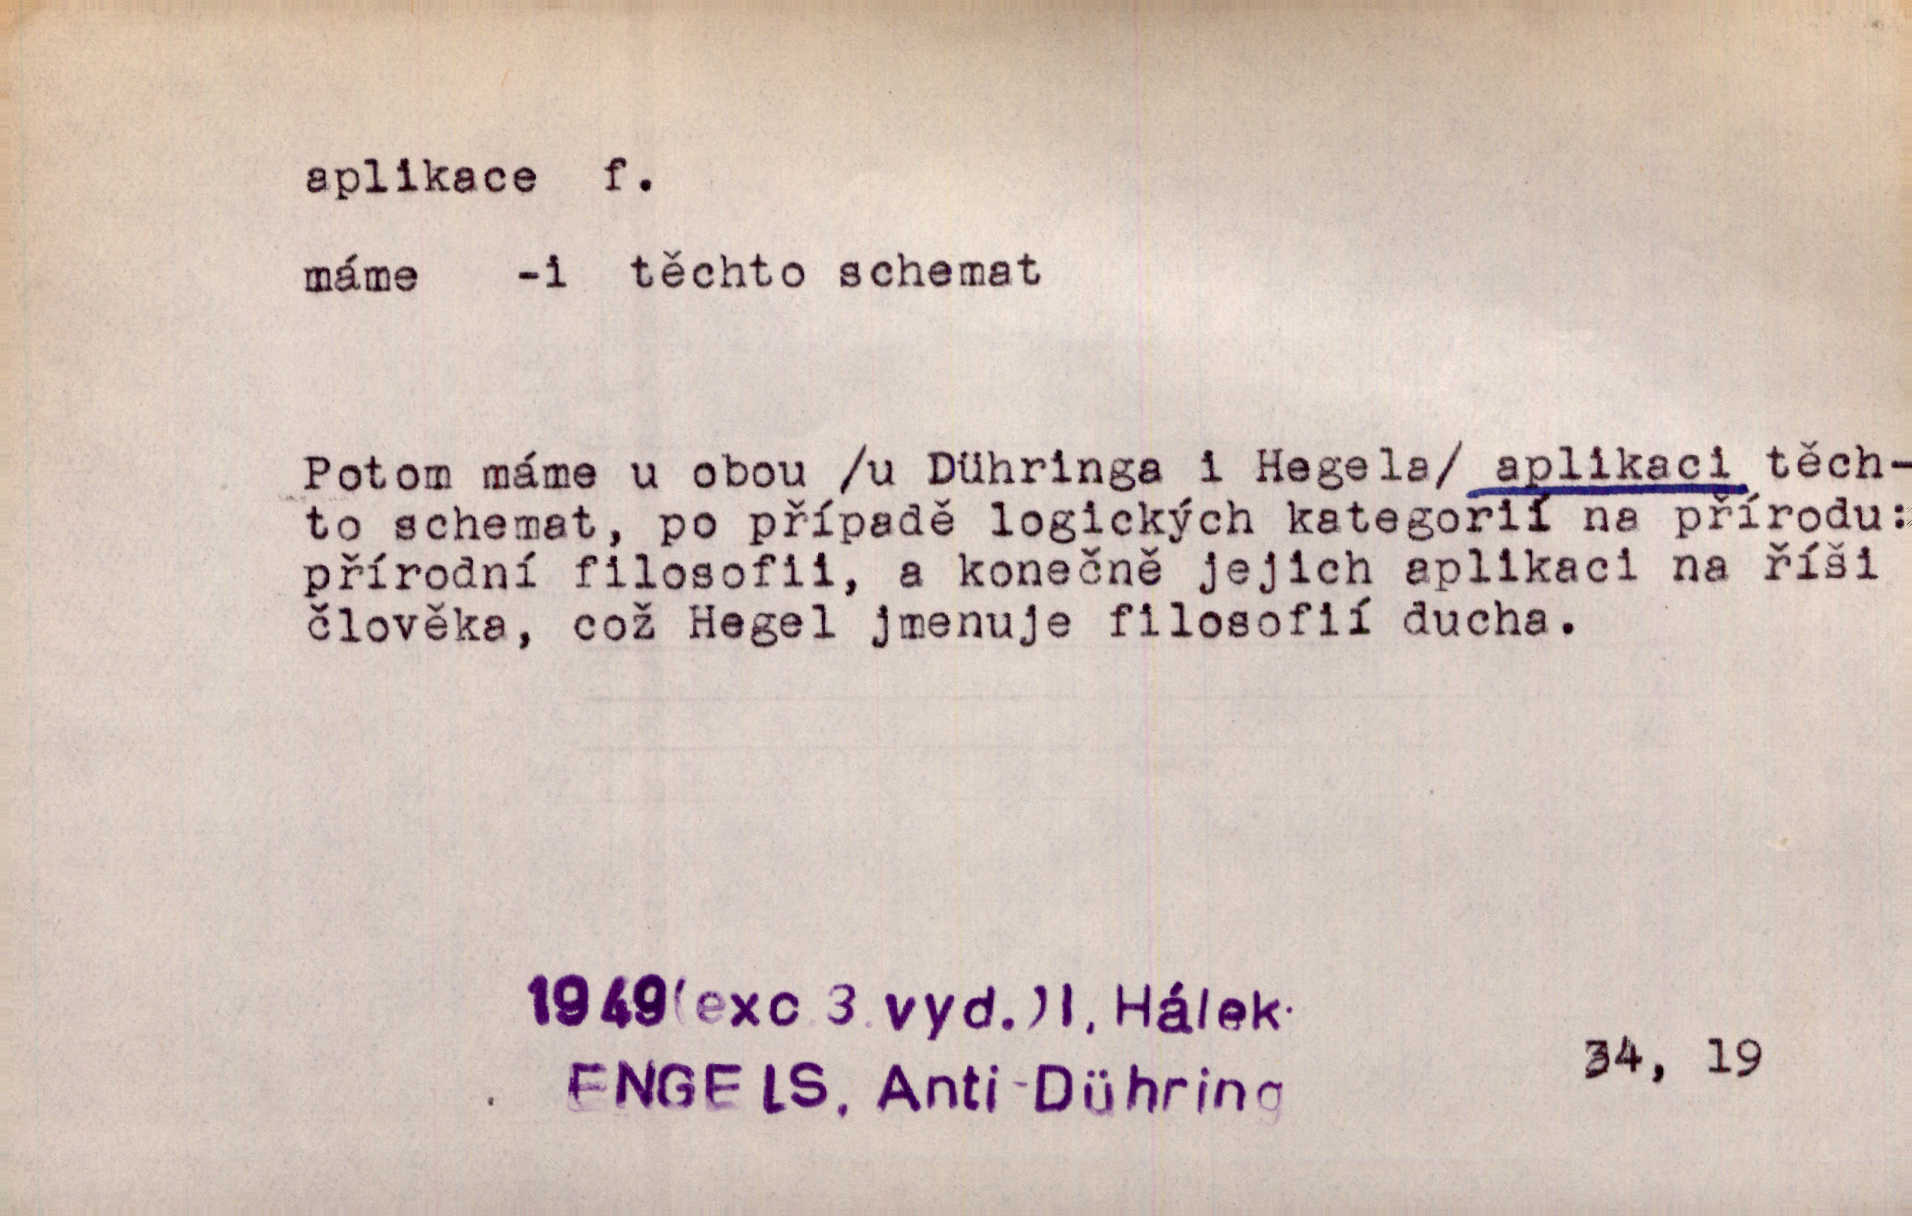 aplikace f.
máme -i těchto schemat
Potom máme u obou /u Dühringa i Hegela/ aplikaci těch-
to schemat, po případě logických kategorií na přírodu:
přírodní filosofii, a konečně jejich aplikaci na říši
člověka, což Hegel jmenuje filosofií ducha.
1949 (exc 3. vyd.) I. Hálek
ENGELS, Anti-Dühring
34, 19